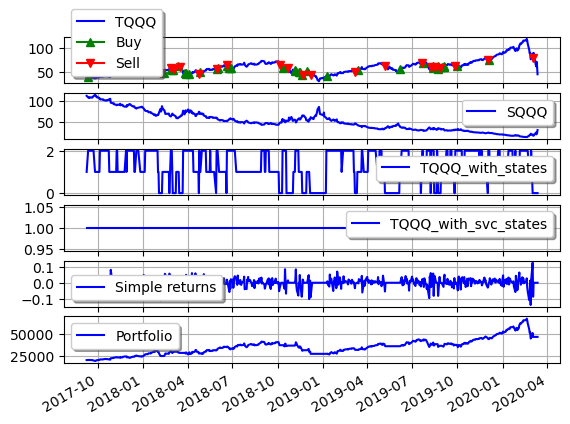 TQQQ
Buy
Sell
100
50
SQQQ
100
50
TQQQ_with_states
2
0
TQQQ_with_svc_states
1.05
1.00
0.95
Simple returns
0.1
0.0
−0.1
Portfolio
50000
25000
2017-10 2018-01 2018-04 2018-07 2018-10 2019-01 2019-04 2019-07 2019-10 2020-01 2020-04